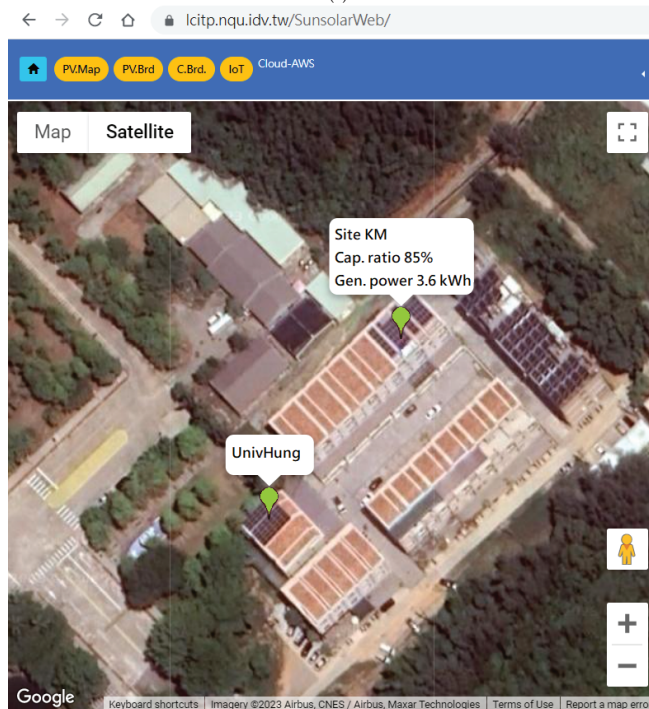 lcitp.nqu.idv.tw/SunsolarWeb/
PV.Map PV.Brd C.Brd. IoT Cloud-AWS
Map Satellite
Site KM
Cap. ratio 85%
Gen. power 3.6 kWh
UnivHung
Google
Keyboard shortcuts Imagery ©2023 Airbus, CNES / Airbus, Maxar Technologies Terms of Use Report a map erro